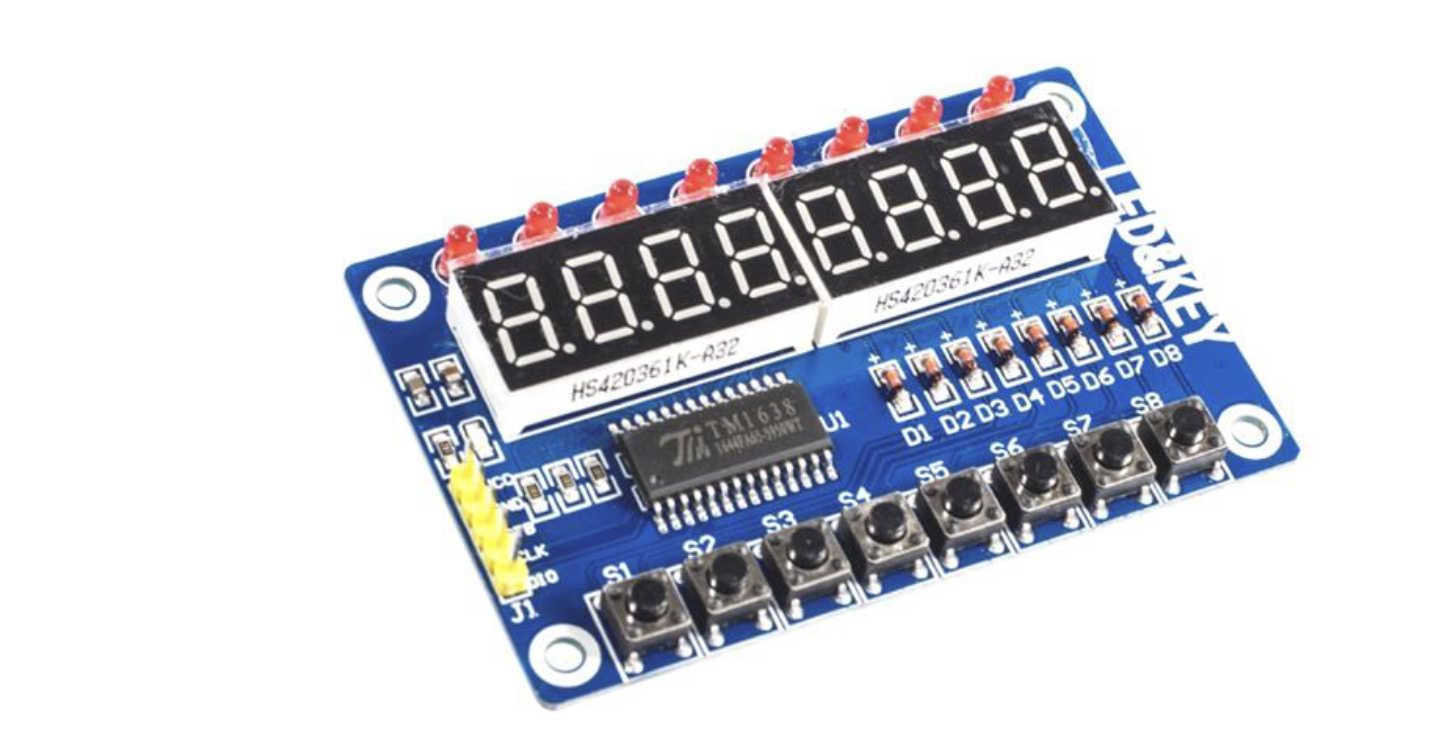 LED&KEY
HS420361K-A32
HS420361K-A32
TM1638
U1
D1 D2 D3 D4 D5 D6 D7 D8
S1 S2 S3 S4 S5 S6 S7 S8
CLK
DIO
J1